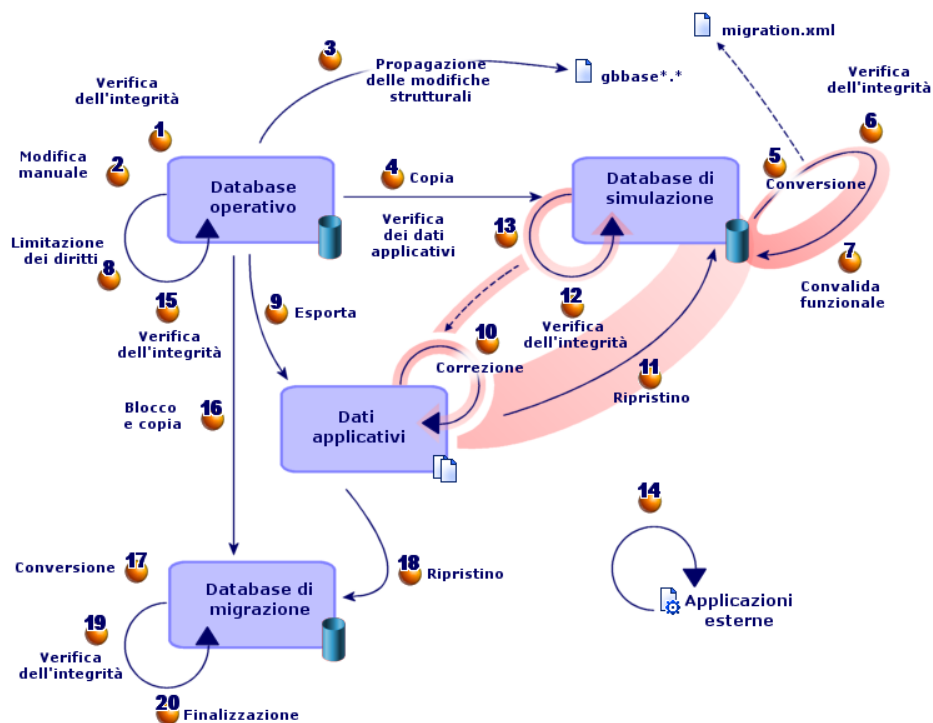 3
Propagazione
delle modifiche
strutturali
gbbase*.*
migration.xml
Verifica
dell'integrità
1
2
Modifica
manuale
Database
operativo
4
Copia
Verifica
dei dati
applicativi
Database di
simulazione
5
Conversione
Verifica
dell'integrità
6
7
Convalida
funzionale
Limitazione
dei diritti
8
15
Verifica
dell'integrità
9
Esporta
13
12
Verifica
dell'integrità
10
Correzione
11
Ripristino
Blocco
e copia
16
Dati
applicativi
14
Applicazioni
esterne
Conversione
17
Database di
migrazione
18
Ripristino
19
Verifica
dell'integrità
20
Finalizzazione